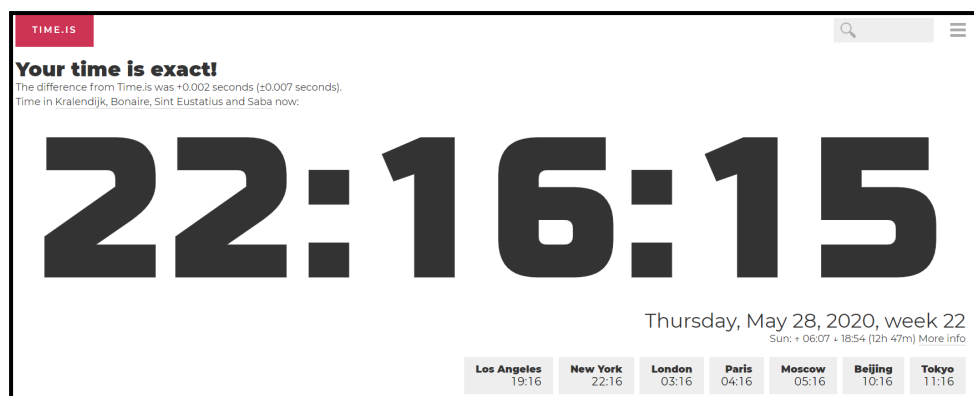 TIME.IS
Your time is exact!
The difference from Time.is was +0.002 seconds (±0.007 seconds).
Time in Kralendijk, Bonaire, Sint Eustatius and Saba now:
22:16:15
Thursday, May 28, 2020, week 22
Sun: ↑ 06:07 ↓ 18:54 (12h 47m) More info
Los Angeles New York London Paris Moscow Beijing Tokyo
19:16 22:16 03:16 04:16 05:16 10:16 11:16